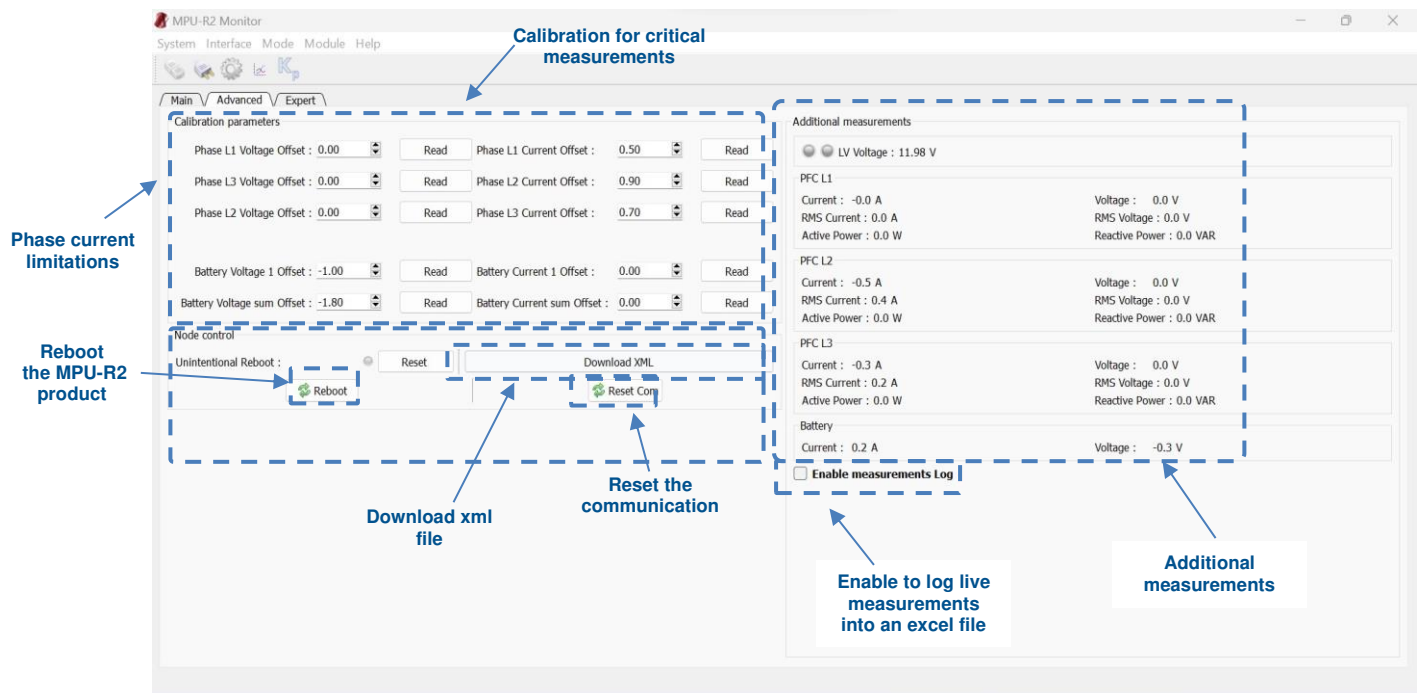 MPU-R2 Monitor
System Interface Mode Module Help
Kp
Main Advanced Expert
Calibration for critical
measurements
Calibration parameters
Phase L1 Voltage Offset : 0.00 Read Phase L1 Current Offset : 0.50 Read
Phase L3 Voltage Offset : 0.00 Read Phase L2 Current Offset : 0.90 Read
Phase L2 Voltage Offset : 0.00 Read Phase L3 Current Offset : 0.70 Read
Battery Voltage 1 Offset : -1.00 Read Battery Current 1 Offset : 0.00 Read
Battery Voltage sum Offset : -1.80 Read Battery Current sum Offset : 0.00 Read
Phase current
limitations
Node control
Unintentional Reboot : Reset Download XML
Reboot Reset Com
Reboot
the MPU-R2
product
Download xml
file
Reset the
communication
Additional measurements
LV Voltage : 11.98 V
PFC L1
Current : -0.0 A Voltage : 0.0 V
RMS Current : 0.0 A RMS Voltage : 0.0 V
Active Power : 0.0 W Reactive Power : 0.0 VAR
PFC L2
Current : -0.5 A Voltage : 0.0 V
RMS Current : 0.4 A RMS Voltage : 0.0 V
Active Power : 0.0 W Reactive Power : 0.0 VAR
PFC L3
Current : -0.3 A Voltage : 0.0 V
RMS Current : 0.2 A RMS Voltage : 0.0 V
Active Power : 0.0 W Reactive Power : 0.0 VAR
Battery
Current : 0.2 A Voltage : -0.3 V
Enable measurements Log
Enable to log live
measurements
into an excel file
Additional
measurements